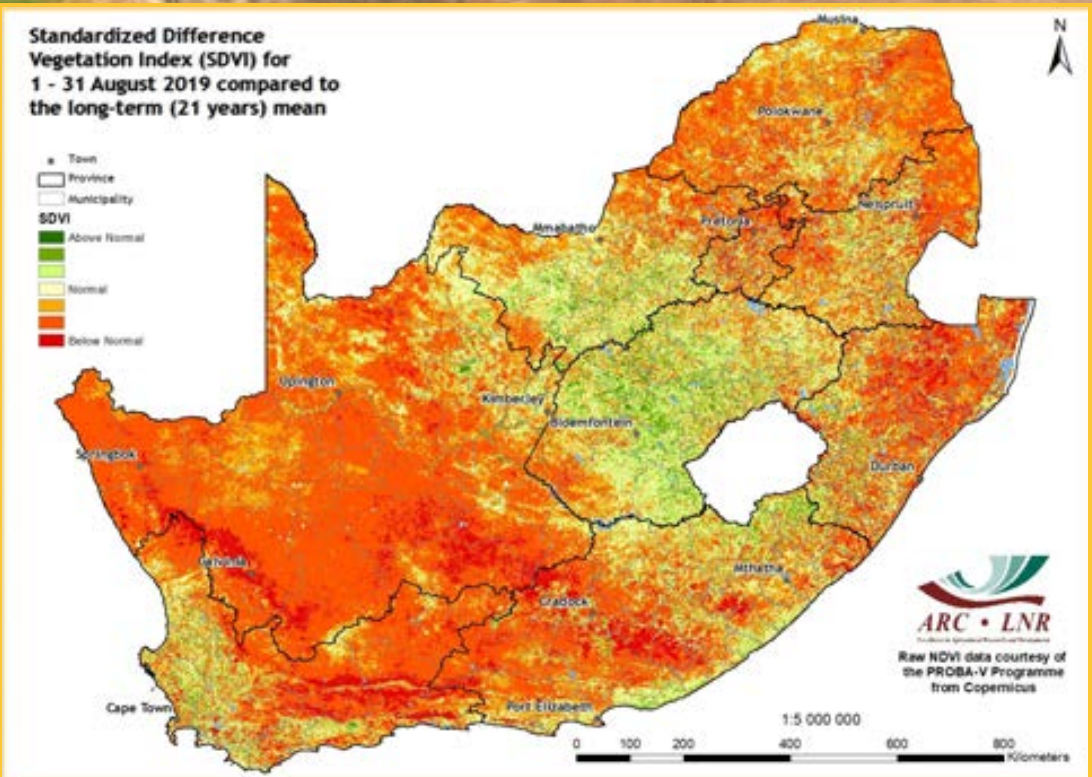 Standardized Difference
Vegetation Index (SDVI) for
1 - 31 August 2019 compared to
the long-term (21 years) mean
Town
Province
Municipality
SDVI
Above Normal
Normal
Below Normal
N
Musina
Polokwane
Nelspruit
Pretoria
Mmabatho
Upington
Kimberley
Bloemfontein
Springbok
Durban
Calvinia
Mthatha
Cradock
Cape Town
Port Elizabeth
ARC • LNR
Raw NDVI data courtesy of
the PROBA-V Programme
from Copernicus
1:5 000 000
0 100 200 400 600 800
Kilometers